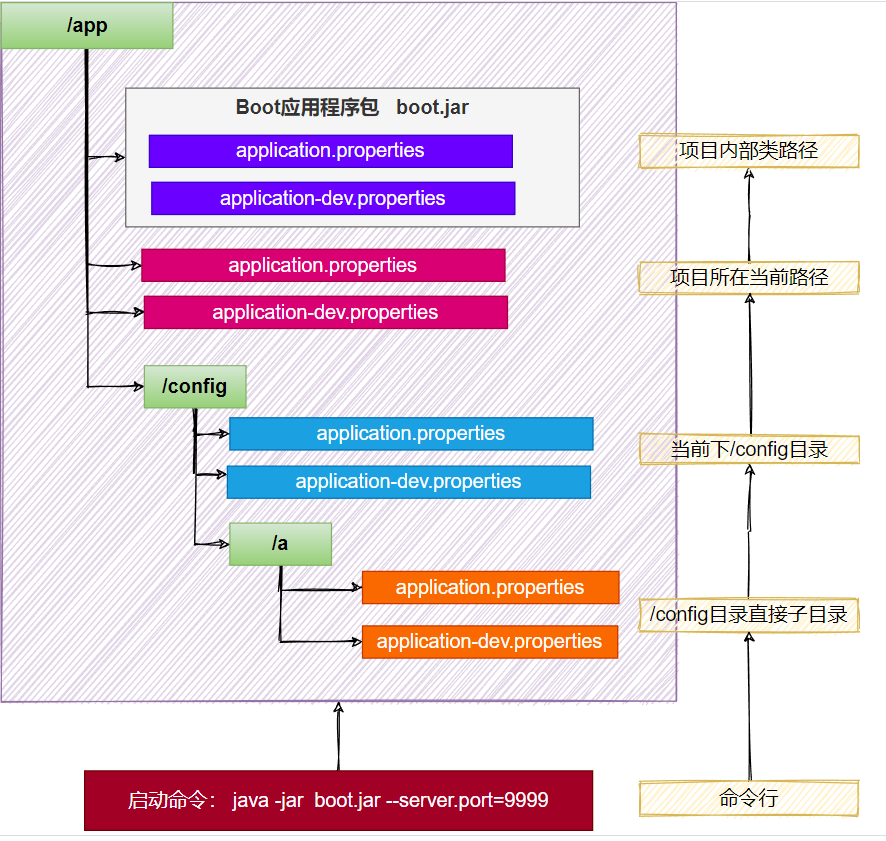 /app
Boot应用程序包 boot.jar
application.properties
application-dev.properties
application.properties
application-dev.properties
/config
application.properties
application-dev.properties
/a
application.properties
application-dev.properties
启动命令： java -jar boot.jar --server.port=9999
项目内部类路径
项目所在当前路径
当前下/config目录
/config目录直接子目录
命令行